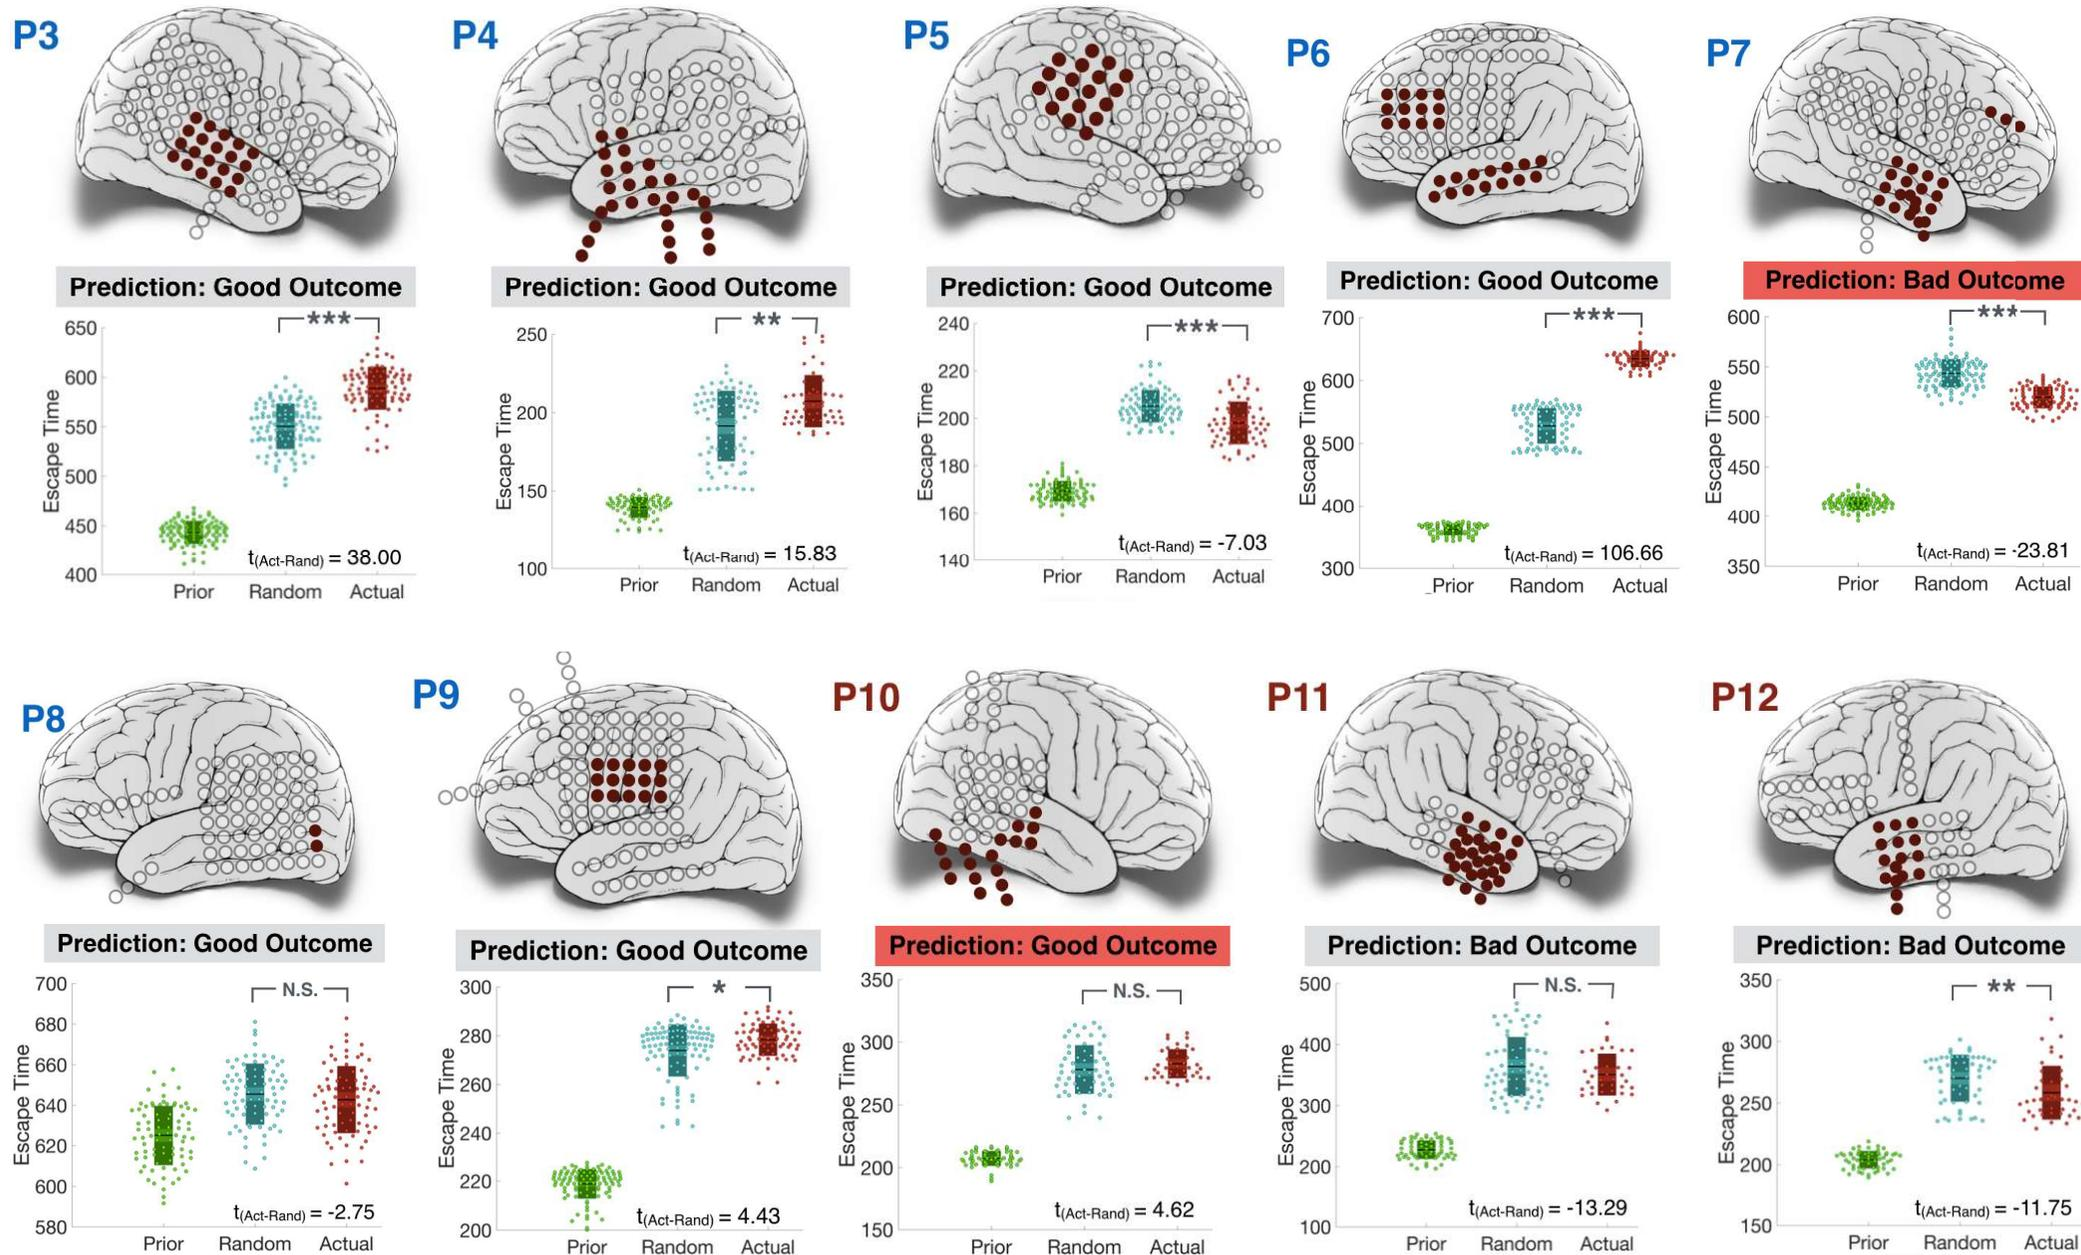 P3
P4
P5
P6
P7
Prediction: Good Outcome
Prediction: Good Outcome
Prediction: Good Outcome
Prediction: Good Outcome
Prediction: Bad Outcome
Escape Time
650
600
550
500
450
400
***
t(Act-Rand) = 38.00
Prior Random Actual
Escape Time
250
200
150
100
**
t(Act-Rand) = 15.83
Prior Random Actual
Escape Time
240
220
200
180
160
140
***
t(Act-Rand) = -7.03
Prior Random Actual
Escape Time
700
600
500
400
300
***
t(Act-Rand) = 106.66
Prior Random Actual
Escape Time
600
550
500
450
400
350
***
t(Act-Rand) = -23.81
Prior Random Actual
P8
P9
P10
P11
P12
Prediction: Good Outcome
Prediction: Good Outcome
Prediction: Good Outcome
Prediction: Bad Outcome
Prediction: Bad Outcome
Escape Time
700
680
660
640
620
600
580
N.S.
t(Act-Rand) = -2.75
Prior Random Actual
Escape Time
300
280
260
240
220
200
*
t(Act-Rand) = 4.43
Prior Random Actual
Escape Time
350
300
250
200
150
N.S.
t(Act-Rand) = 4.62
Prior Random Actual
Escape Time
500
400
300
200
100
N.S.
t(Act-Rand) = -13.29
Prior Random Actual
Escape Time
350
300
250
200
150
**
t(Act-Rand) = -11.75
Prior Random Actual